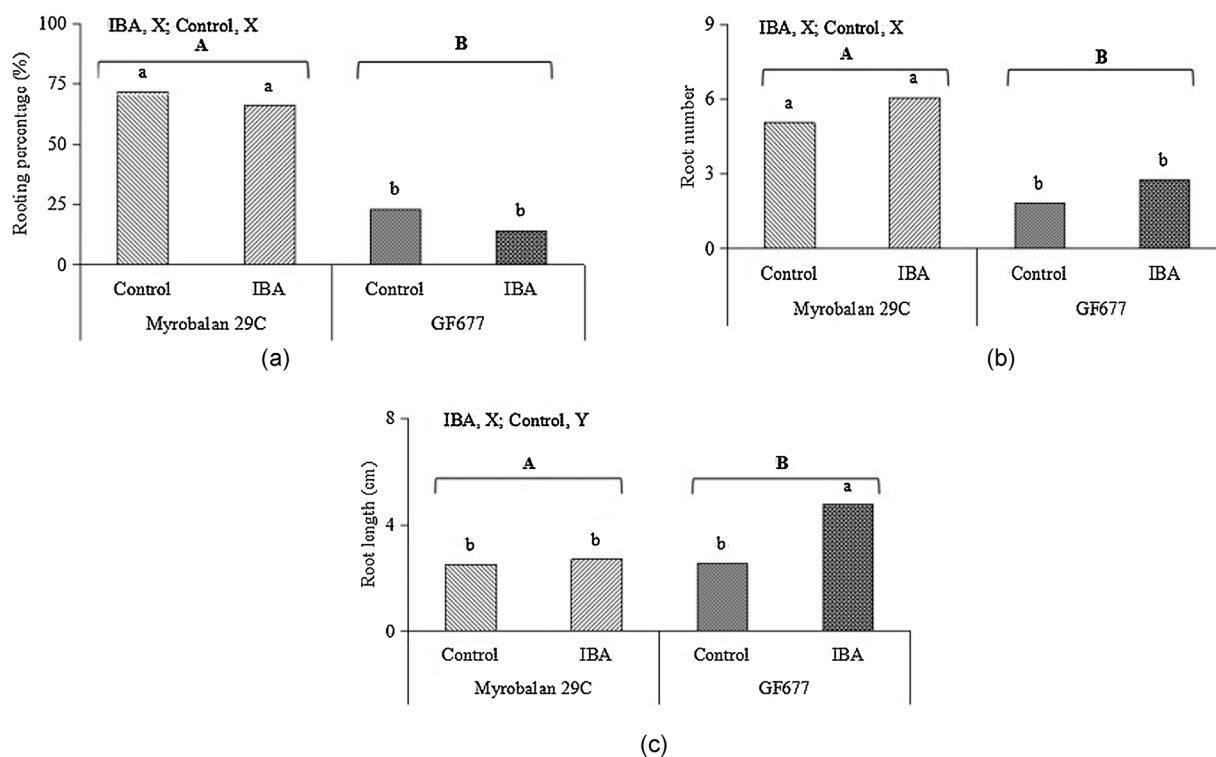 IBA, X; Control, X
A
B
a
a
b
b
Rooting percentage (%)
100
75
50
25
0
Control
IBA
Control
IBA
Myrobalan 29C
GF677
(a)
IBA, X; Control, X
A
B
a
a
b
b
Root number
9
6
3
0
Control
IBA
Control
IBA
Myrobalan 29C
GF677
(b)
IBA, X; Control, Y
A
B
b
b
b
a
Root length (cm)
8
4
0
Control
IBA
Control
IBA
Myrobalan 29C
GF677
(c)